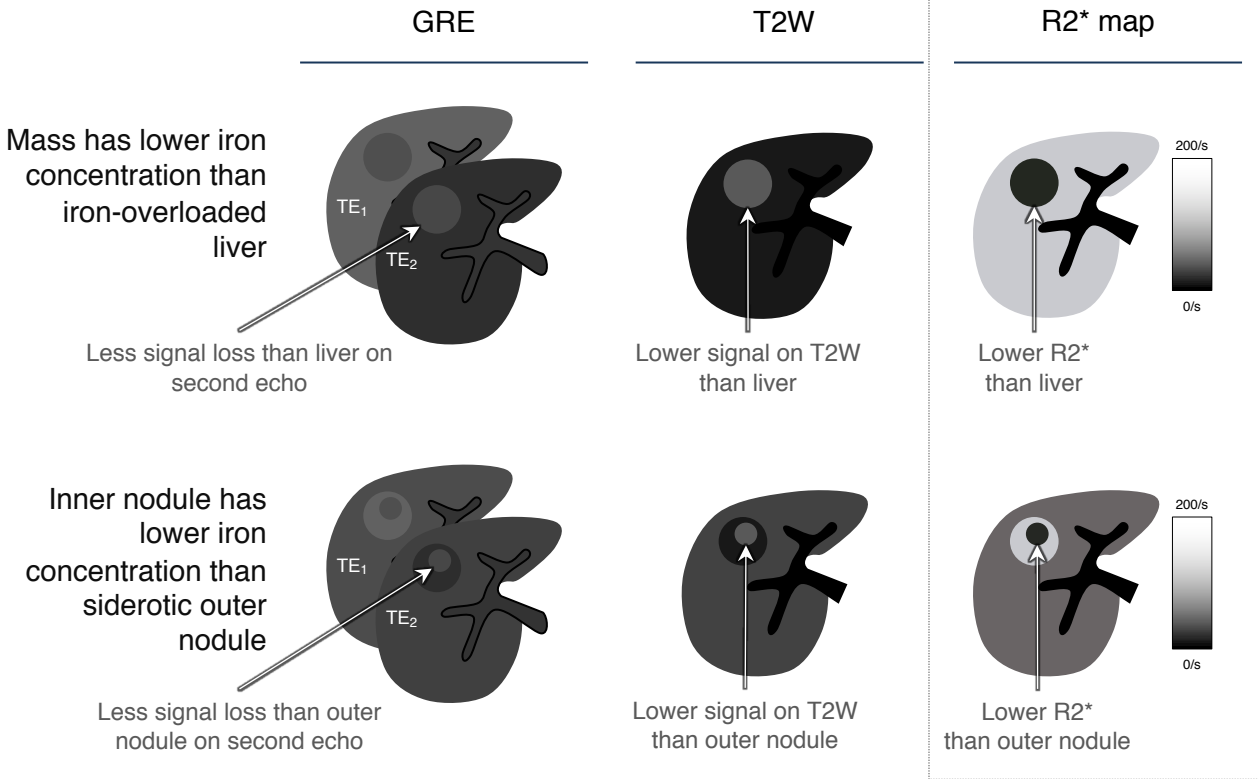 GRE
T2W
R2* map
Mass has lower iron
concentration than
iron-overloaded
liver
TE1
TE2
Less signal loss than liver on
second echo
Lower signal on T2W
than liver
Lower R2*
than liver
200/s
0/s
Inner nodule has
lower iron
concentration than
siderotic outer
nodule
TE1
TE2
Less signal loss than outer
nodule on second echo
Lower signal on T2W
than outer nodule
Lower R2*
than outer nodule
200/s
0/s